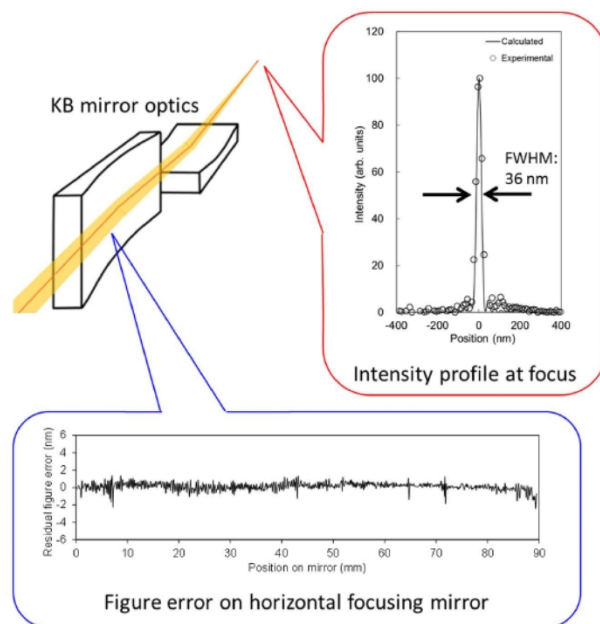 KB mirror optics
120
100
80
60
40
20
0
Intensity (arb. units)
Calculated
Experimental
FWHM:
36 nm
-400 -200 0 200 400
Position (nm)
Intensity profile at focus
Residual figure error (nm)
6
4
2
0
-2
-4
-6
0 10 20 30 40 50 60 70 80 90
Position on mirror (mm)
Figure error on horizontal focusing mirror